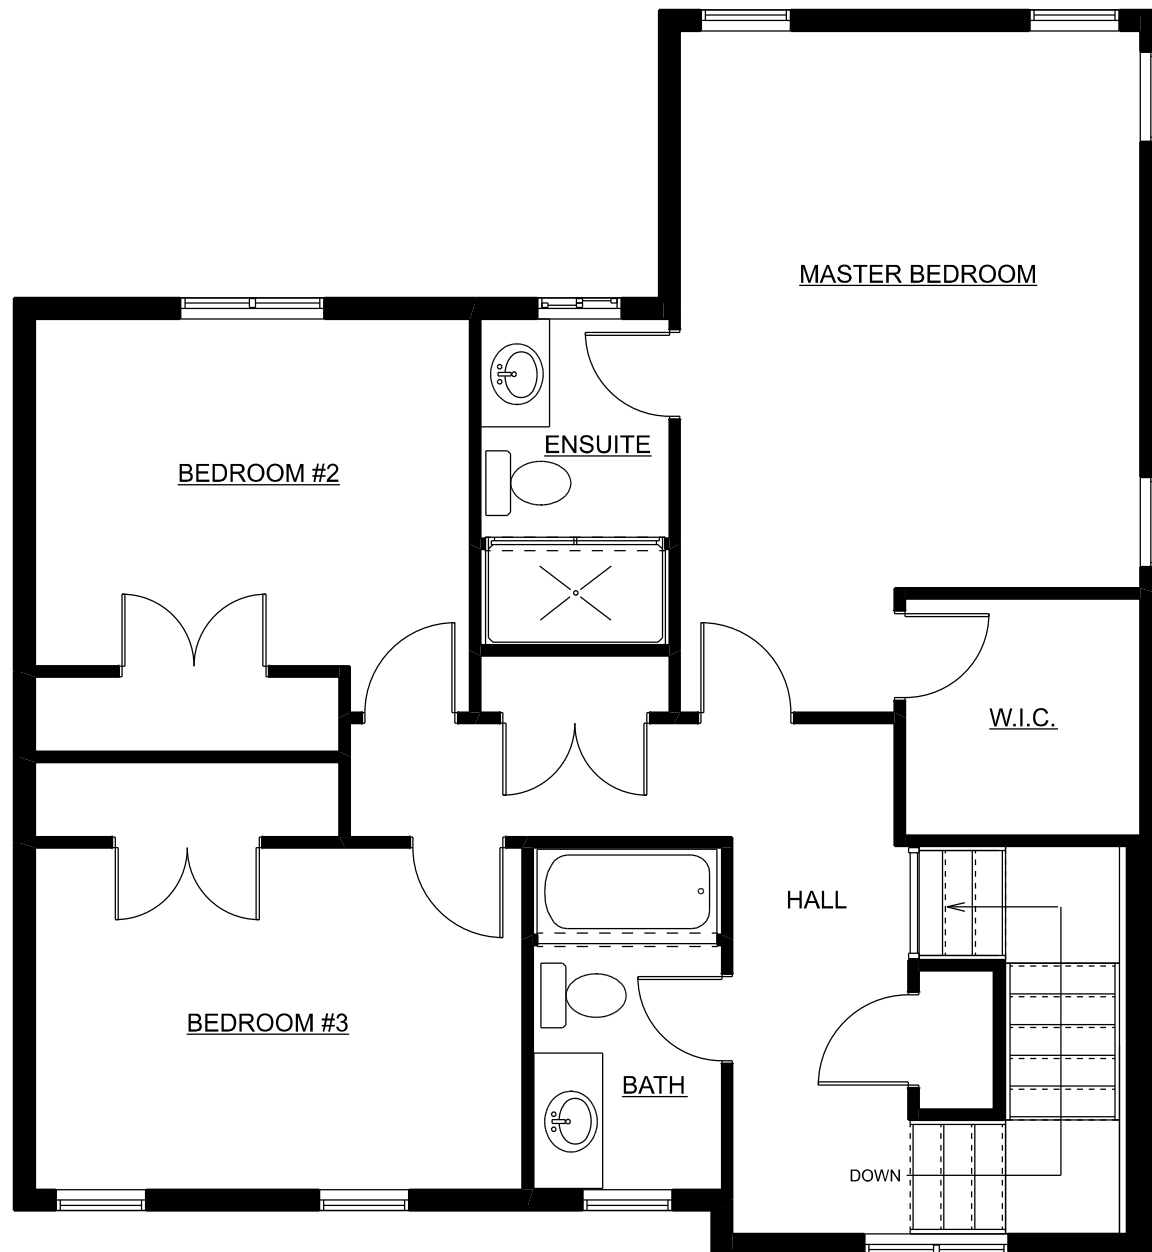 MASTER BEDROOM
ENSUITE
BEDROOM #2
W.I.C.
HALL
BEDROOM #3
BATH
DOWN